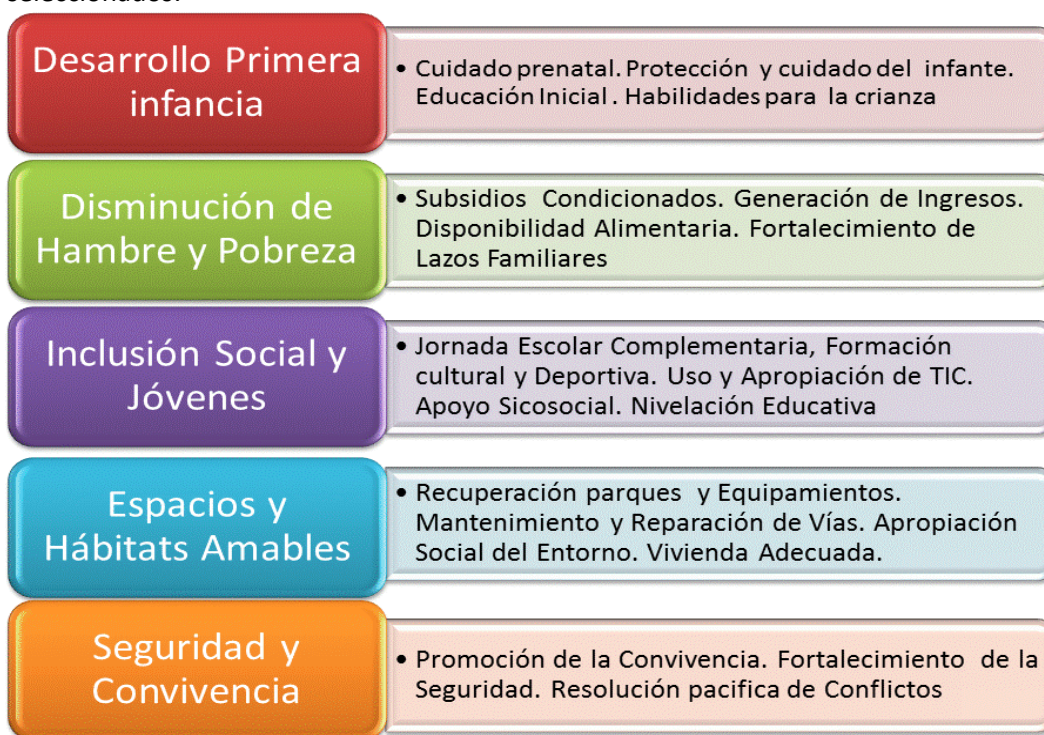 seleccionados.
Desarrollo Primera
infancia
• Cuidado prenatal. Protección y cuidado del infante.
Educación Inicial . Habilidades para la crianza
Disminución de
Hambre y Pobreza
• Subsidios Condicionados. Generación de Ingresos.
Disponibilidad Alimentaria. Fortalecimiento de
Lazos Familiares
Inclusión Social y
Jóvenes
• Jornada Escolar Complementaria, Formación
cultural y Deportiva. Uso y Apropiación de TIC.
Apoyo Sicosocial. Nivelación Educativa
Espacios y
Hábitats Amables
• Recuperación parques y Equipamientos.
Mantenimiento y Reparación de Vías. Apropiación
Social del Entorno. Vivienda Adecuada.
Seguridad y
Convivencia
• Promoción de la Convivencia. Fortalecimiento de la
Seguridad. Resolución pacifica de Conflictos